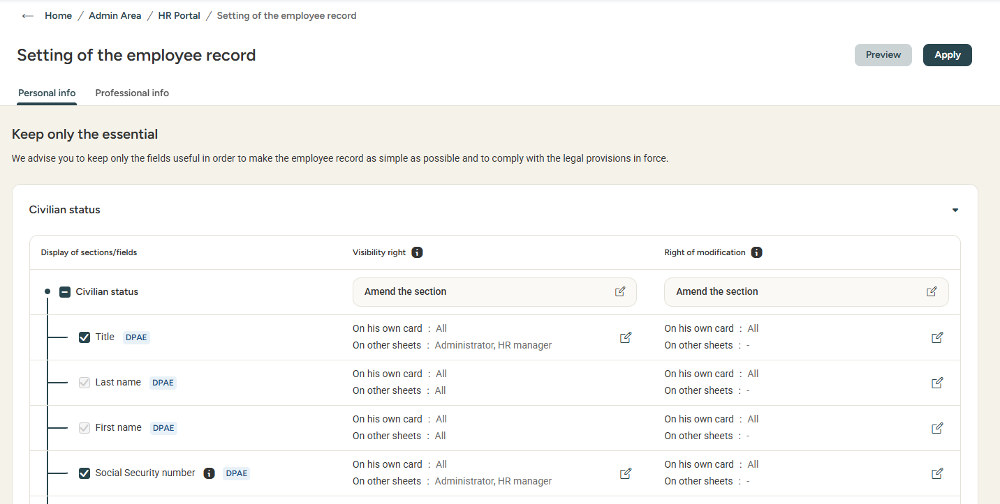 Home / Admin Area / HR Portal / Setting of the employee record
Setting of the employee record
Preview
Apply
Personal info
Professional info
Keep only the essential
We advise you to keep only the fields useful in order to make the employee record as simple as possible and to comply with the legal provisions in force.
Civilian status
Display of sections/fields
Visibility right
Right of modification
Civilian status
Amend the section
Amend the section
Title DPAE
On his own card : All
On other sheets : Administrator, HR manager
On his own card : All
On other sheets : -
Last name DPAE
On his own card : All
On other sheets : All
On his own card : All
On other sheets : -
First name DPAE
On his own card : All
On other sheets : All
On his own card : All
On other sheets : -
Social Security number DPAE
On his own card : All
On other sheets : Administrator, HR manager
On his own card : All
On other sheets : -